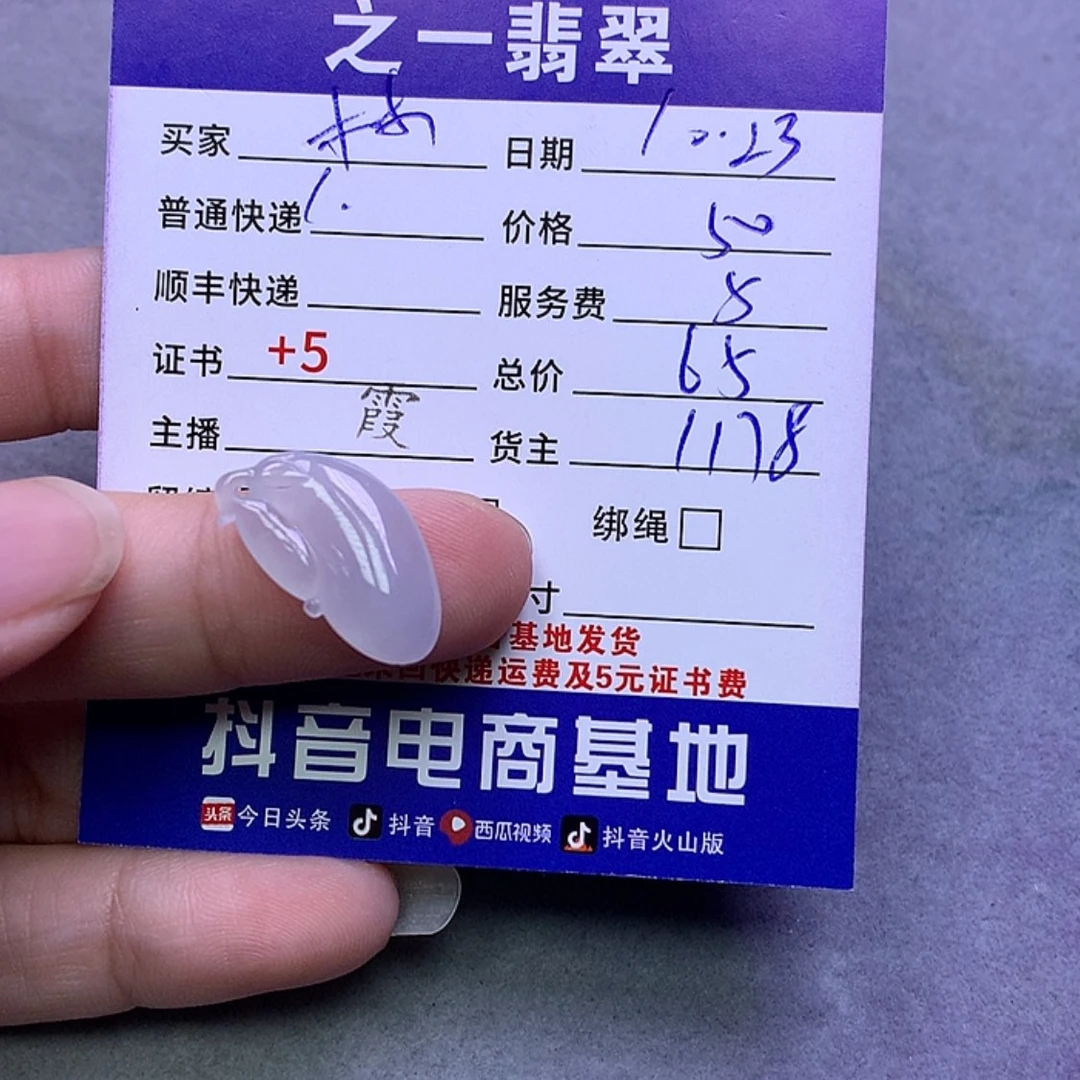 之一翡翠
买家 日期 10.23
普通快递 价格 50
顺丰快递 服务费 5
证书 +5 总价 65
主播 霞 货主 1178
绑绳
寸
基地发货
快递运费及5元证书费
抖音电商基地
头条 今日头条 抖音 西瓜视频 抖音火山版